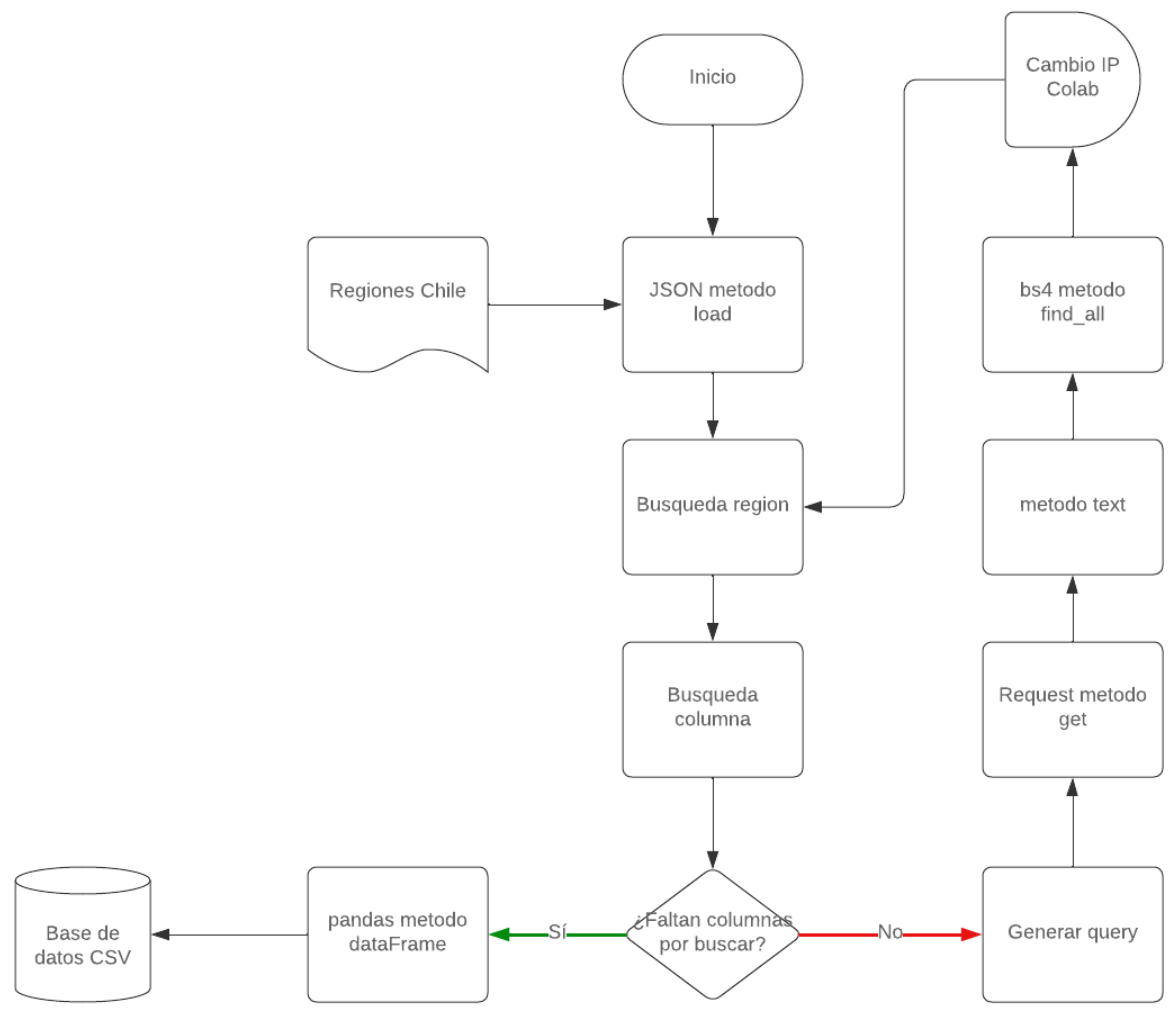 Inicio
Cambio IP
Colab
Regiones Chile
JSON metodo
load
bs4 metodo
find_all
Busqueda region
metodo text
Busqueda
columna
Request metodo
get
Base de
datos CSV
pandas metodo
dataFrame
Sí
¿Faltan columnas
por buscar?
No
Generar query